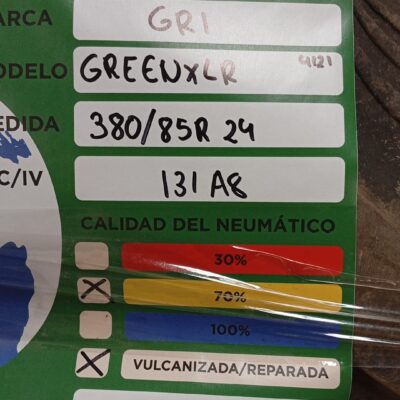 ARCA GRI
ODELO GREENXLR 4121
EDIDA 380/85R 24
C/IV 131 A8
CALIDAD DEL NEUMÁTICO
30%
70%
100%
VULCANIZADA/REPARADA